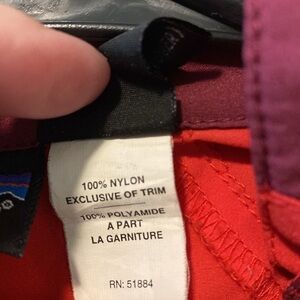 100% NYLON
EXCLUSIVE OF TRIM
100% POLYAMIDE
A PART
LA GARNITURE
RN: 51884